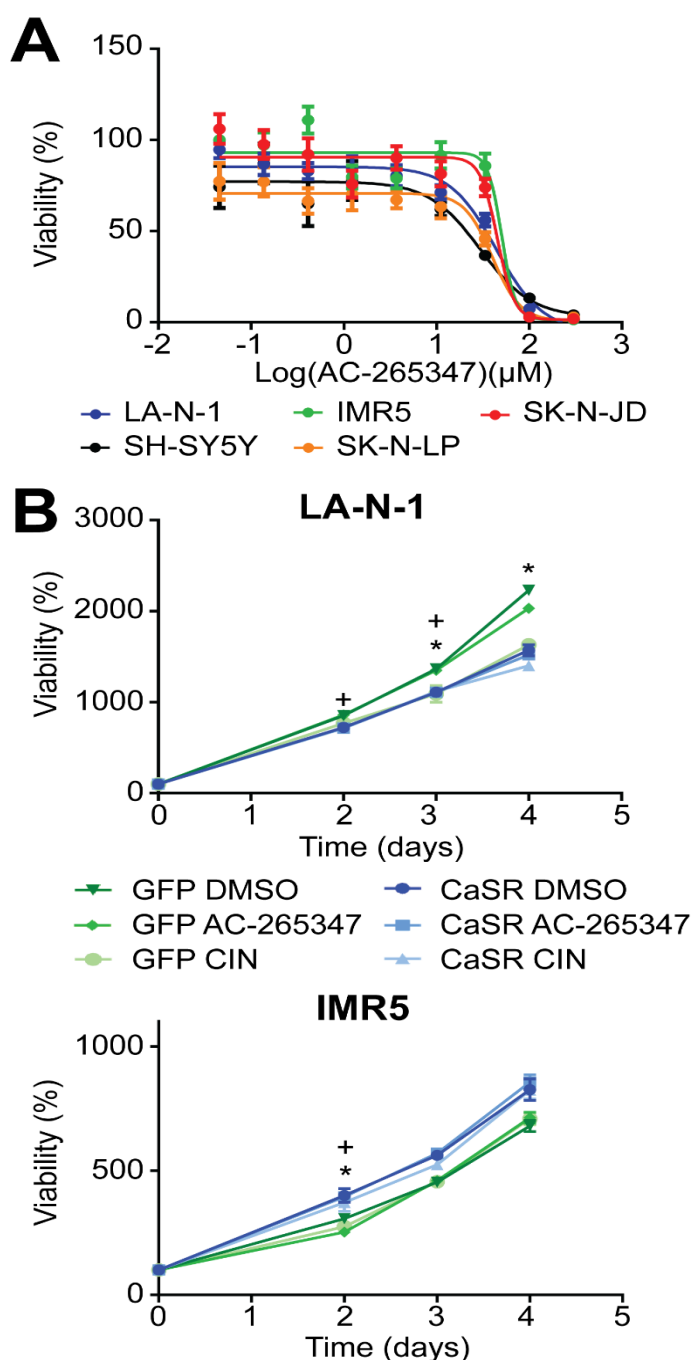 A
150
100
50
0
Viability (%)
-2 -1 0 1 2 3
Log(AC-265347)(µM)
LA-N-1 IMR5 SK-N-JD
SH-SY5Y SK-N-LP
B
LA-N-1
3000
2000
1000
0
Viability (%)
+
+
*
*
0 1 2 3 4 5
Time (days)
GFP DMSO CaSR DMSO
GFP AC-265347 CaSR AC-265347
GFP CIN CaSR CIN
IMR5
1000
500
0
Viability (%)
+
*
0 1 2 3 4 5
Time (days)